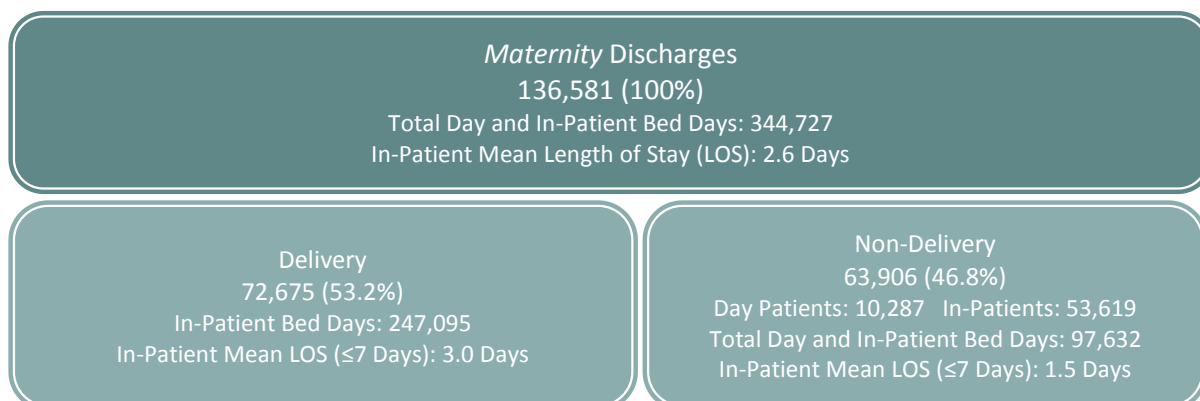 Maternity Discharges
136,581 (100%)
Total Day and In-Patient Bed Days: 344,727
In-Patient Mean Length of Stay (LOS): 2.6 Days
Delivery
72,675 (53.2%)
In-Patient Bed Days: 247,095
In-Patient Mean LOS (≤7 Days): 3.0 Days
Non-Delivery
63,906 (46.8%)
Day Patients: 10,287 In-Patients: 53,619
Total Day and In-Patient Bed Days: 97,632
In-Patient Mean LOS (≤7 Days): 1.5 Days